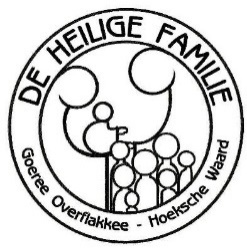 DE HEILIGE FAMILIE
Goeree Overflakkee - Hoeksche Waard